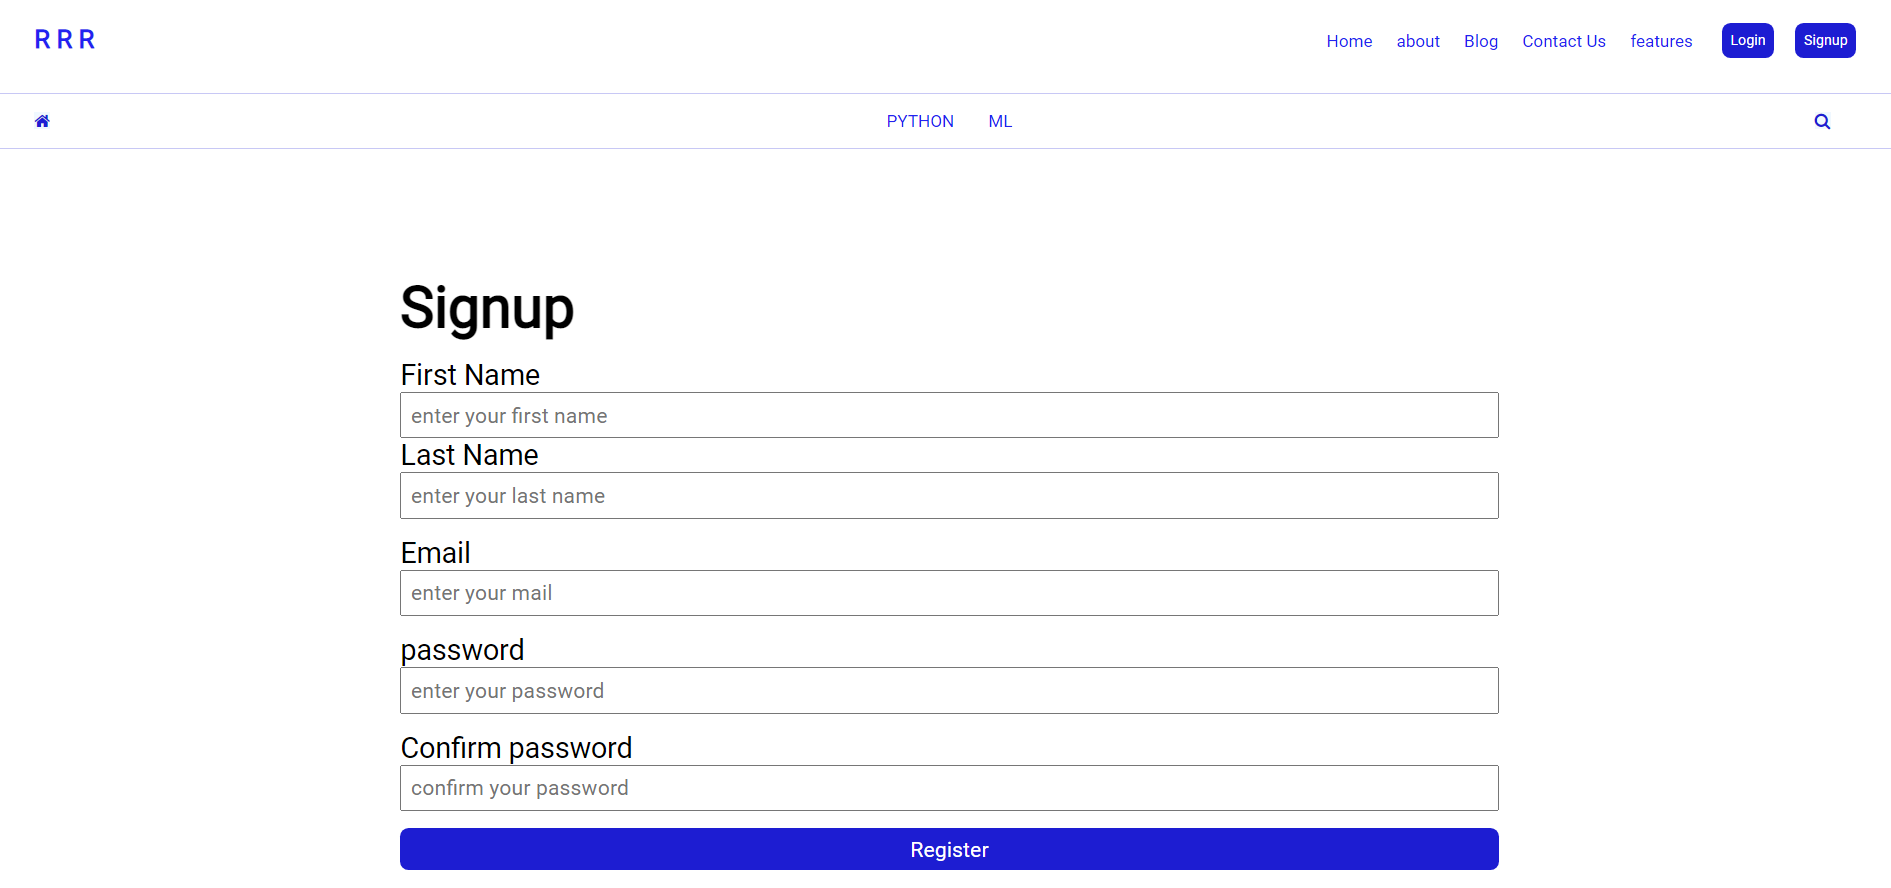 R R R
Home about Blog Contact Us features Login Signup
PYTHON ML
Signup
First Name
enter your first name
Last Name
enter your last name
Email
enter your mail
password
enter your password
Confirm password
confirm your password
Register